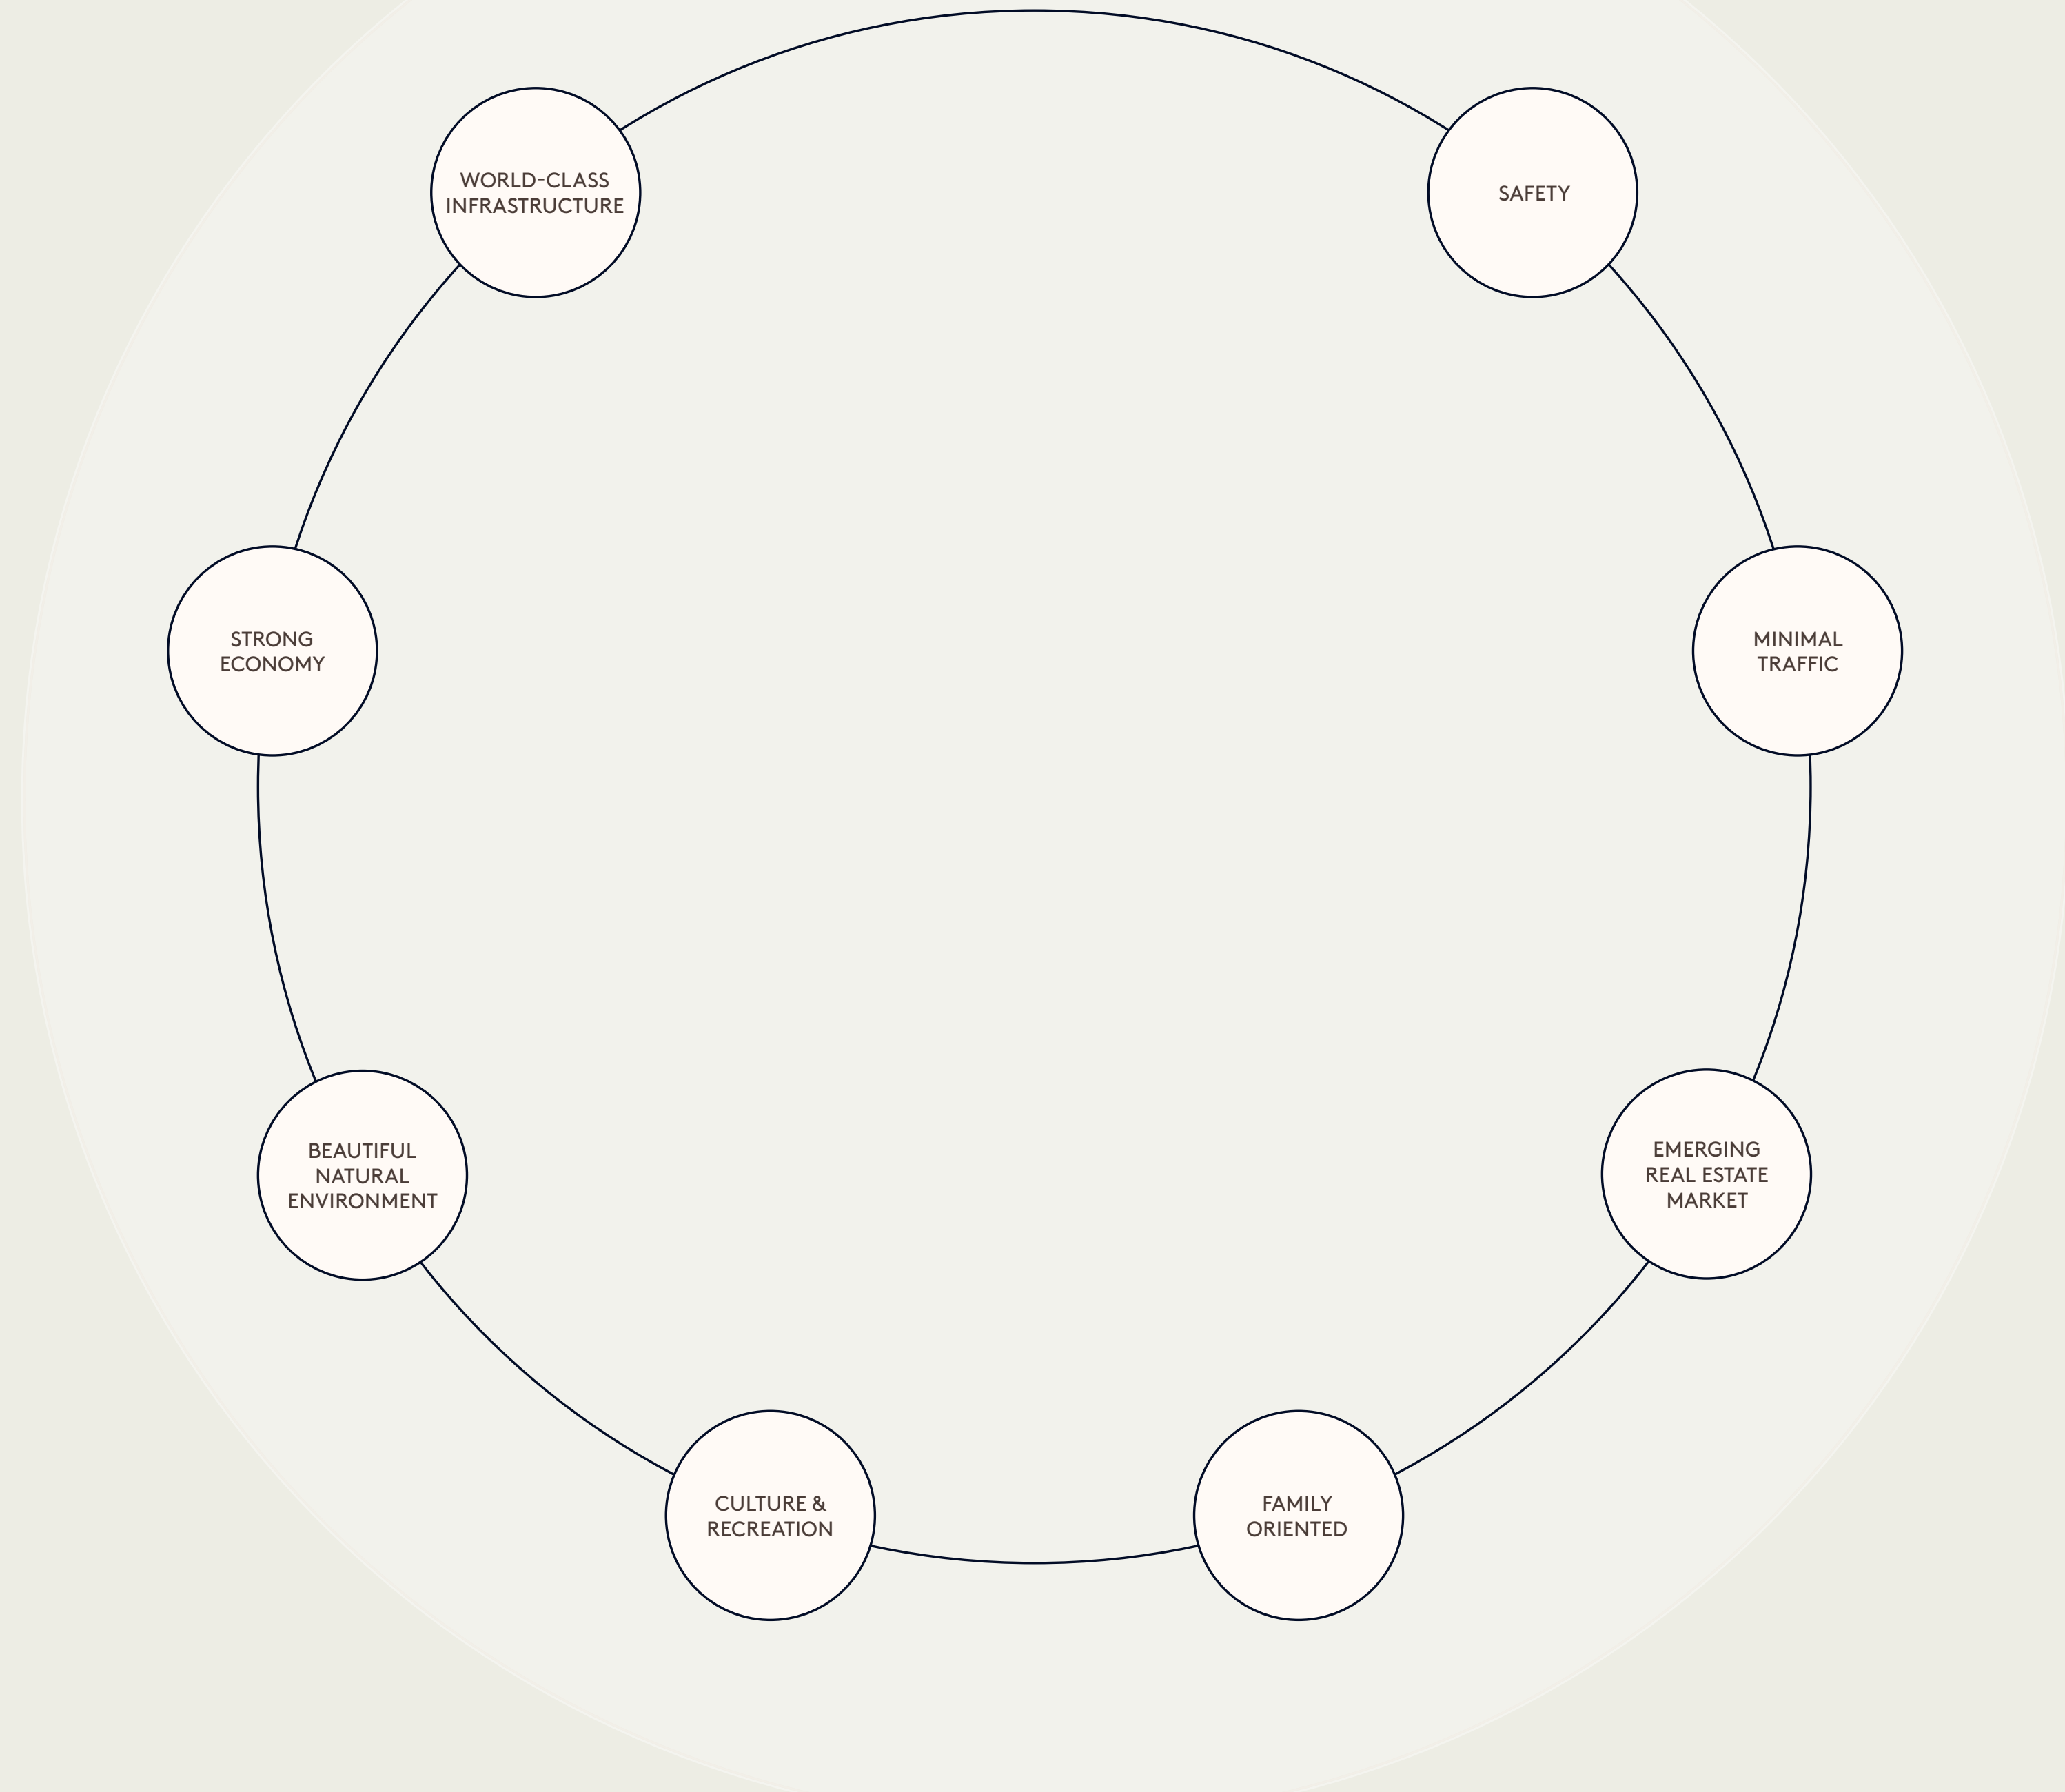 WORLD-CLASS
INFRASTRUCTURE
SAFETY
STRONG
ECONOMY
MINIMAL
TRAFFIC
BEAUTIFUL
NATURAL
ENVIRONMENT
EMERGING
REAL ESTATE
MARKET
CULTURE &
RECREATION
FAMILY
ORIENTED